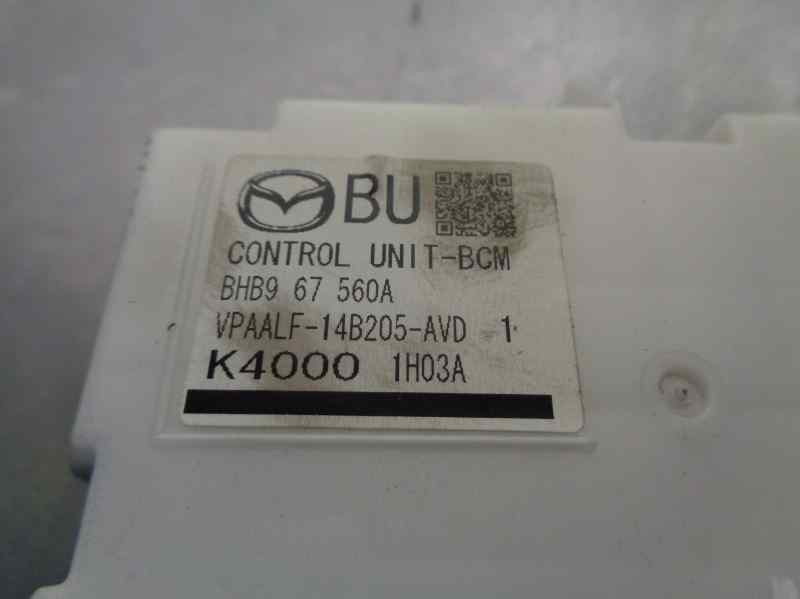 BU
CONTROL UNIT-BCM
BHB9 67 560A
VPAALF-14B205-AVD 1
K4000 1H03A